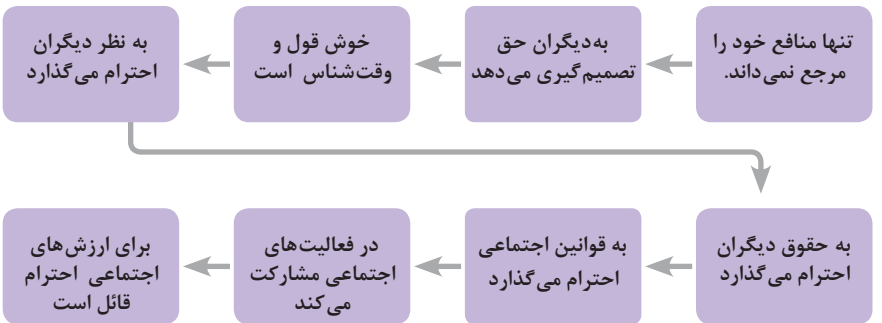 تنها منافع خود را
مرجع نمی‌داند.
به‌دیگران حق
تصمیم‌گیری می‌دهد
خوش قول و
وقت‌شناس است
به نظر دیگران
احترام می‌گذارد
به حقوق دیگران
احترام می‌گذارد
به قوانین اجتماعی
احترام می‌گذارد
در فعالیت‌های
اجتماعی مشارکت
می‌کند
برای ارزش‌های
اجتماعی احترام
قائل است